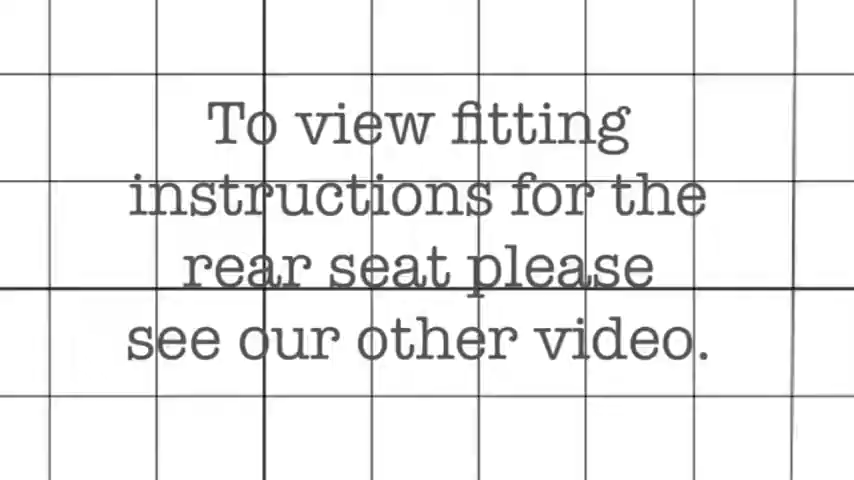 To view fitting
instructions for the
rear seat please
see our other video.